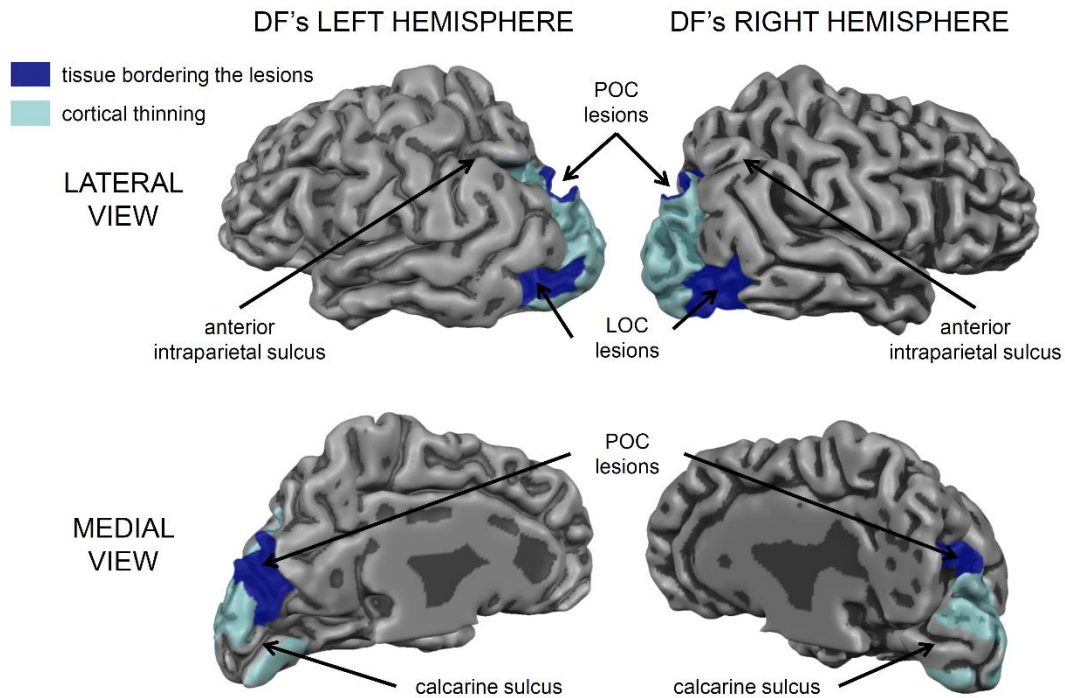 DF's LEFT HEMISPHERE
DF's RIGHT HEMISPHERE
tissue bordering the lesions
cortical thinning
POC
lesions
LATERAL
VIEW
anterior
intraparietal sulcus
LOC
lesions
anterior
intraparietal sulcus
POC
lesions
MEDIAL
VIEW
calcarine sulcus
calcarine sulcus